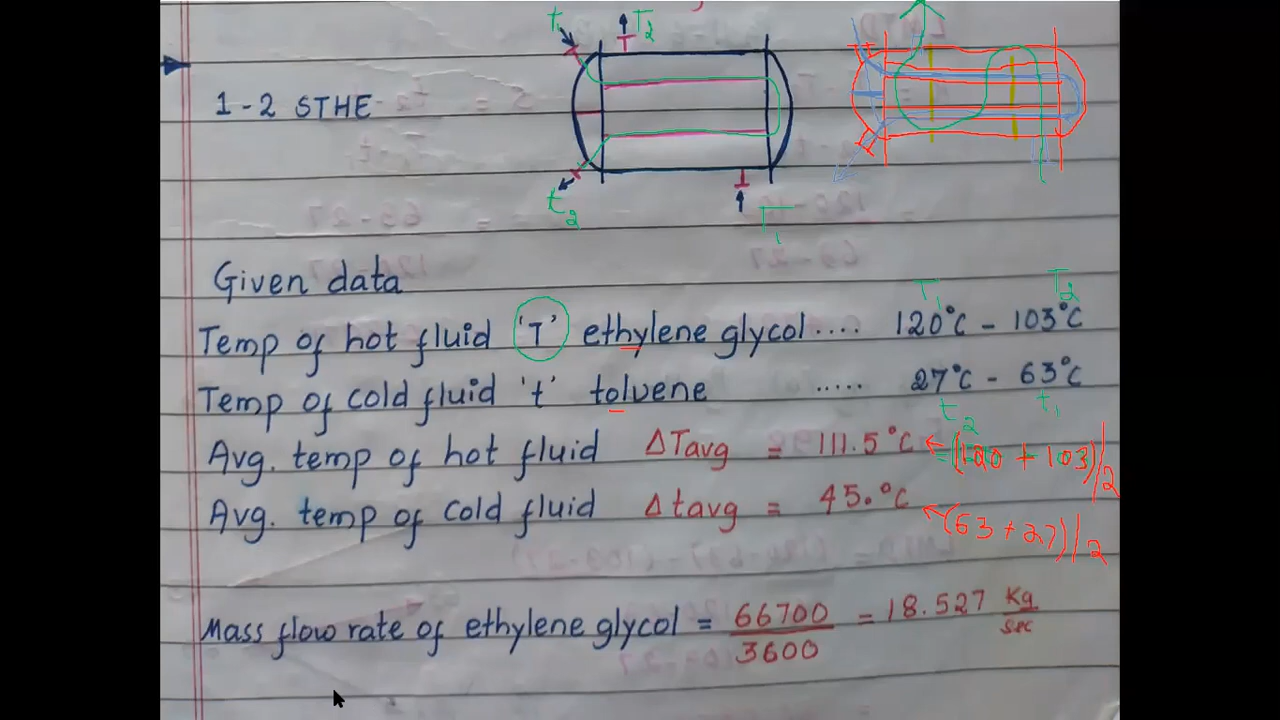 t₁ T₂
1-2 STHE
t₂ T₁
Given data
T₁ T₂
Temp of hot fluid 'T' ethylene glycol.... 120°C - 103°C
Temp of cold fluid 't' toluene ..... 27°C - 63°C
t₂ t₁
Avg. temp of hot fluid ΔTavg = 111.5°C ← = (120 + 103)/2
Avg. temp of cold fluid Δtavg = 45.°C ← (63 + 27)/2
Mass flow rate of ethylene glycol = 66700/3600 = 18.527 Kg/sec